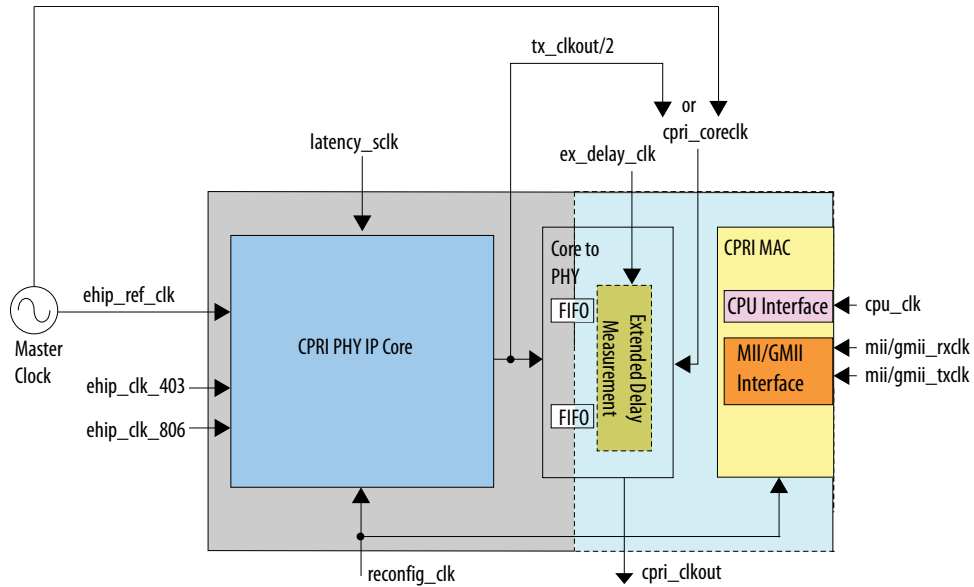 tx_clkout/2
or
cpri_coreclk
latency_sclk
ex_delay_clk
Core to
PHY
CPRI MAC
ehip_ref_clk
FIFO
CPU Interface
cpu_clk
Master
Clock
CPRI PHY IP Core
Extended Delay
Measurement
MII/GMII
Interface
mii/gmii_rxclk
mii/gmii_txclk
ehip_clk_403
FIFO
ehip_clk_806
reconfig_clk
cpri_clkout